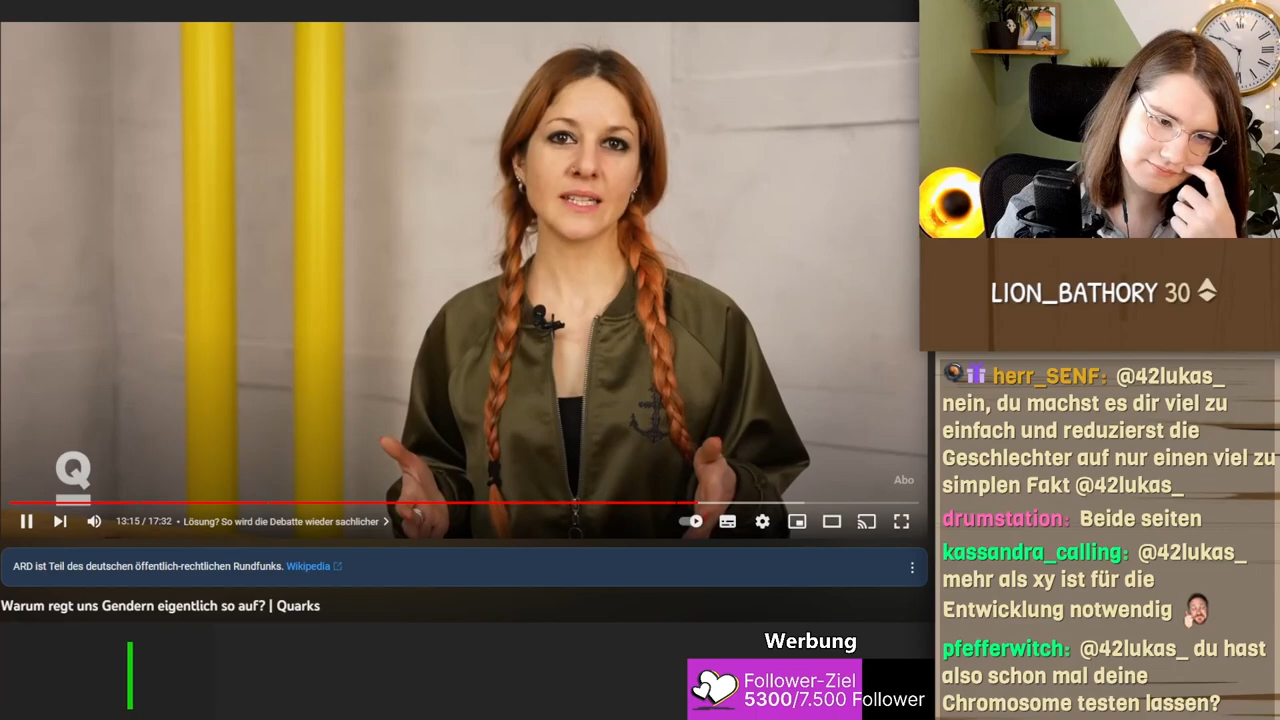 Q
Abo
13:15 / 17:32 • Lösung? So wird die Debatte wieder sachlicher
ARD ist Teil des deutschen öffentlich-rechtlichen Rundfunks. Wikipedia
Warum regt uns Gendern eigentlich so auf? | Quarks
Werbung
Follower-Ziel
5300/7.500 Follower
LION_BATHORY 30
herr_SENF: @42lukas_
nein, du machst es dir viel zu
einfach und reduzierst die
Geschlechter auf nur einen viel zu
simplen Fakt @42lukas_
drumstation: Beide seiten
kassandra_calling: @42lukas_
mehr als xy ist für die
Entwicklung notwendig
pfefferwitch: @42lukas_ du hast
also schon mal deine
Chromosome testen lassen?